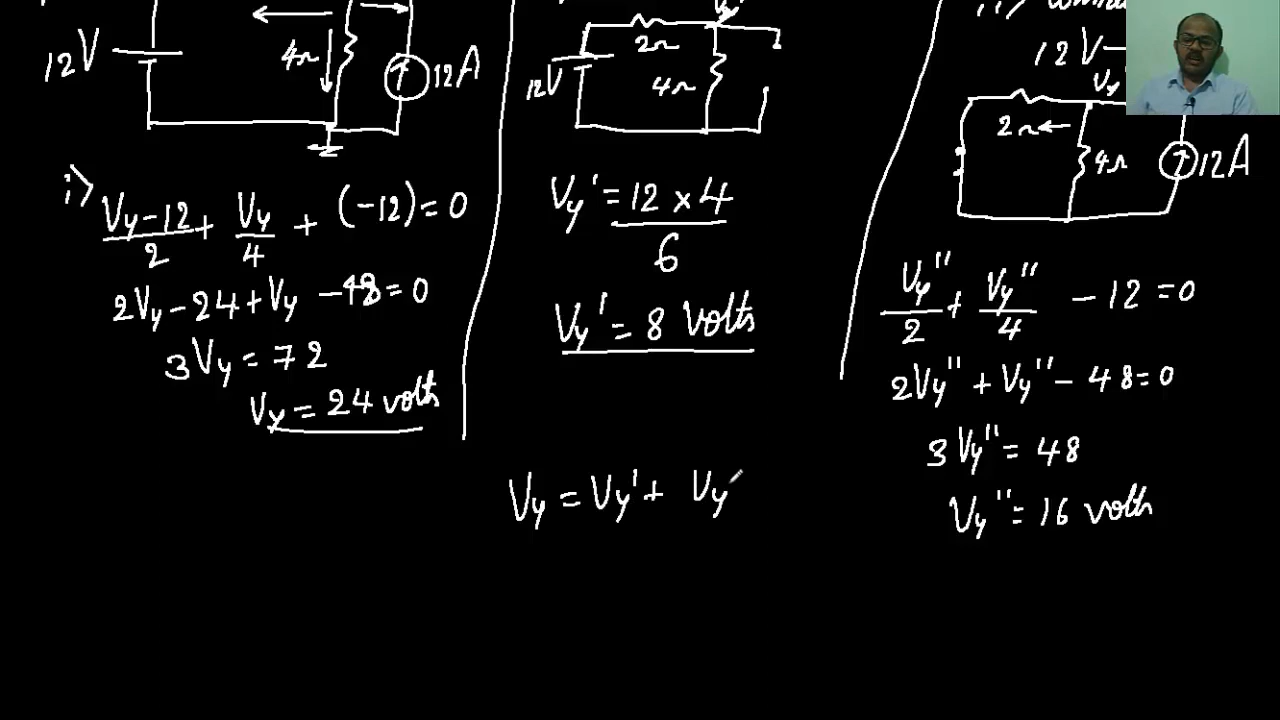 12V
4Ω
12A
i)
Vy-12/2 + Vy/4 + (-12) = 0
2Vy - 24 + Vy - 48 = 0
3Vy = 72
Vy = 24 volts
2Ω
12V
4Ω
Vy' = 12 × 4/6
Vy' = 8 volts
Vy = Vy' + Vy'
12V
Vy
2Ω
4Ω
12A
Vy''/2 + Vy''/4 - 12 = 0
2Vy'' + Vy'' - 48 = 0
3Vy'' = 48
Vy'' = 16 volts